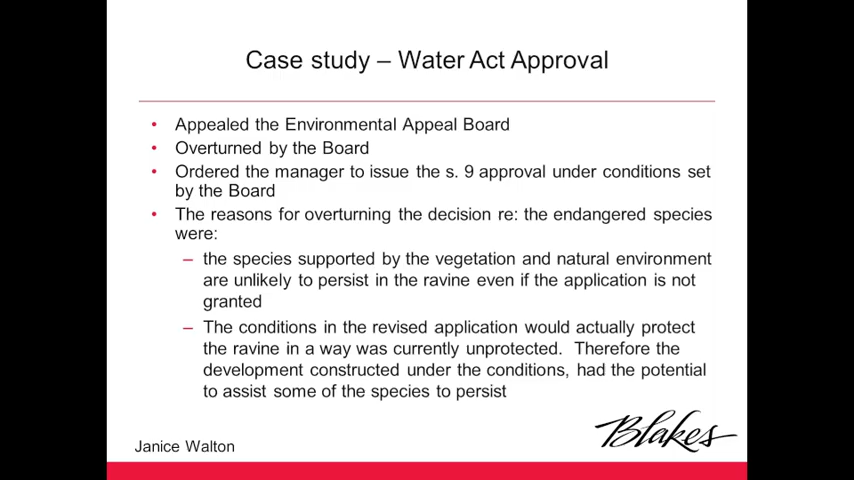 Case study – Water Act Approval
• Appealed the Environmental Appeal Board
• Overturned by the Board
• Ordered the manager to issue the s. 9 approval under conditions set
by the Board
• The reasons for overturning the decision re: the endangered species
were:
– the species supported by the vegetation and natural environment
are unlikely to persist in the ravine even if the application is not
granted
– The conditions in the revised application would actually protect
the ravine in a way was currently unprotected. Therefore the
development constructed under the conditions, had the potential
to assist some of the species to persist
Blakes
Janice Walton